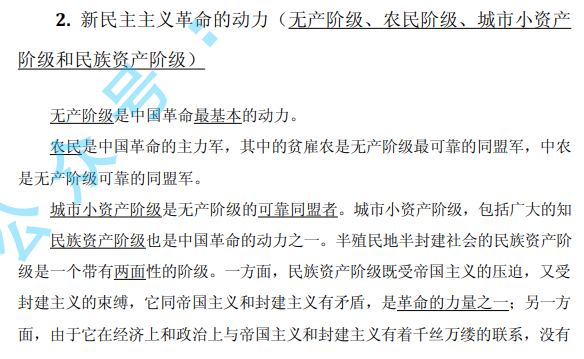 2. 新民主主义革命的动力（无产阶级、农民阶级、城市小资产
阶级和民族资产阶级）
无产阶级是中国革命最基本的动力。
农民是中国革命的主力军，其中的贫雇农是无产阶级最可靠的同盟军，中农
是无产阶级可靠的同盟军。
城市小资产阶级是无产阶级的可靠同盟者。城市小资产阶级，包括广大的知
民族资产阶级也是中国革命的动力之一。半殖民地半封建社会的民族资产阶
级是一个带有两面性的阶级。一方面，民族资产阶级既受帝国主义的压迫，又受
封建主义的束缚，它同帝国主义和封建主义有矛盾，是革命的力量之一；另一方
面，由于它在经济上和政治上与帝国主义和封建主义有着千丝万缕的联系，没有
公众号：